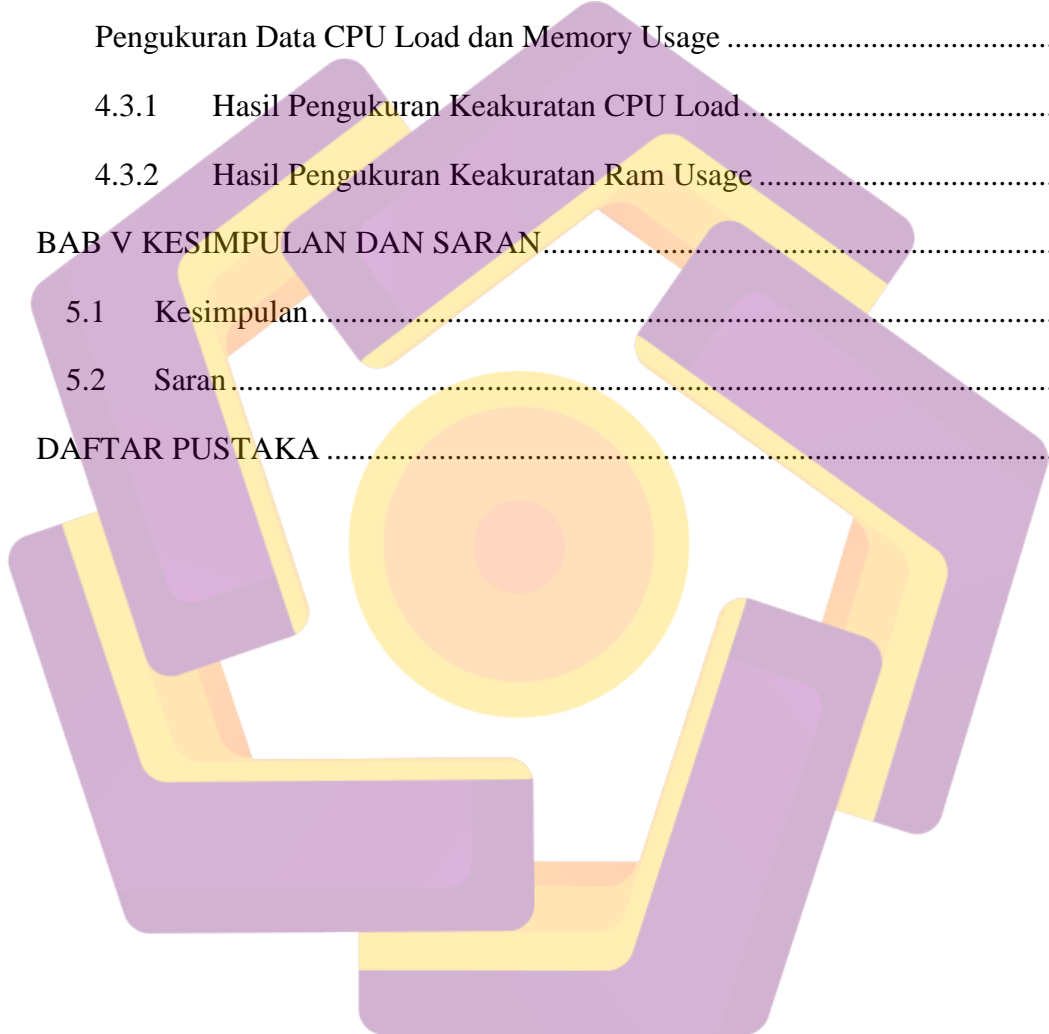 Pengukuran Data CPU Load dan Memory Usage ....................................
4.3.1 Hasil Pengukuran Keakuratan CPU Load...................................
4.3.2 Hasil Pengukuran Keakuratan Ram Usage .................................
BAB V KESIMPULAN DAN SARAN..............................................................
5.1 Kesimpulan..........................................................................................
5.2 Saran ....................................................................................................
DAFTAR PUSTAKA ........................................................................................